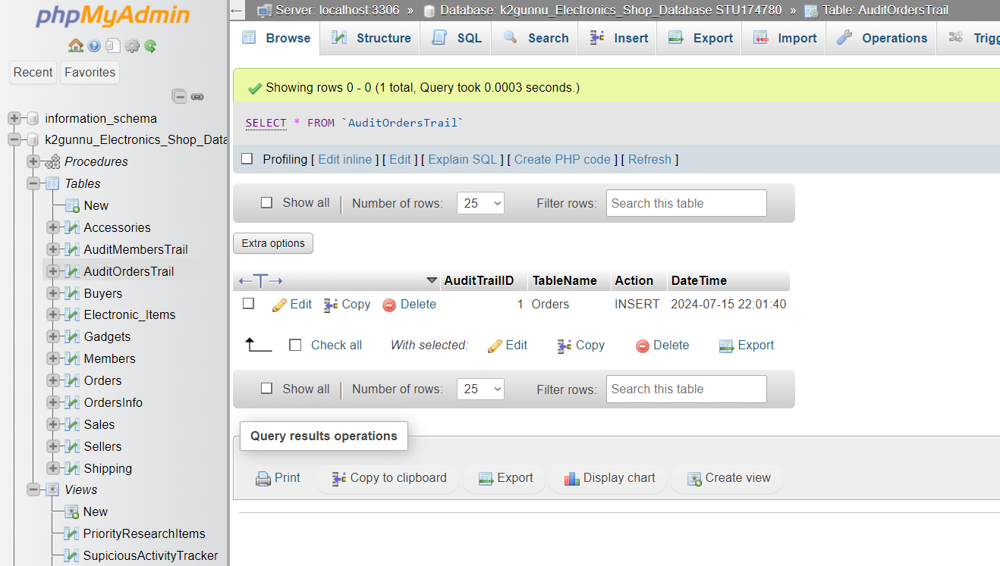 phpMyAdmin
Recent
Favorites
information_schema
k2gunnu_Electronics_Shop_Data
Procedures
Tables
New
Accessories
AuditMembersTrail
AuditOrdersTrail
Buyers
Electronic_Items
Gadgets
Members
Orders
OrdersInfo
Sales
Sellers
Shipping
Views
New
PriorityResearchItems
SupiciousActivityTracker
← Server: localhost:3306 » Database: k2gunnu_Electronics_Shop_Database STU174780 » Table: AuditOrdersTrail
Browse Structure SQL Search Insert Export Import Operations Trigg
Showing rows 0 - 0 (1 total, Query took 0.0003 seconds.)
SELECT * FROM `AuditOrdersTrail`
Profiling [ Edit inline ] [ Edit ] [ Explain SQL ] [ Create PHP code ] [ Refresh ]
Show all | Number of rows: 25 Filter rows: Search this table
Extra options
←T→ AuditTrailID TableName Action DateTime
Edit Copy Delete 1 Orders INSERT 2024-07-15 22:01:40
Check all With selected: Edit Copy Delete Export
Show all | Number of rows: 25 Filter rows: Search this table
Query results operations
Print Copy to clipboard Export Display chart Create view